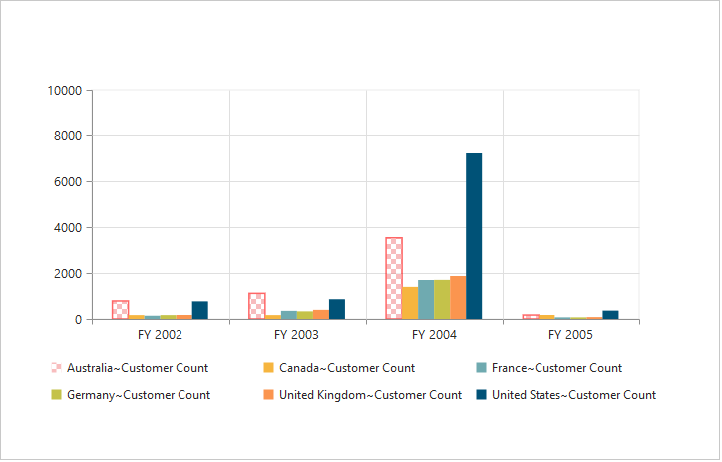 10000
8000
6000
4000
2000
0
FY 2002 FY 2003 FY 2004 FY 2005
Australia~Customer Count Canada~Customer Count France~Customer Count
Germany~Customer Count United Kingdom~Customer Count United States~Customer Count